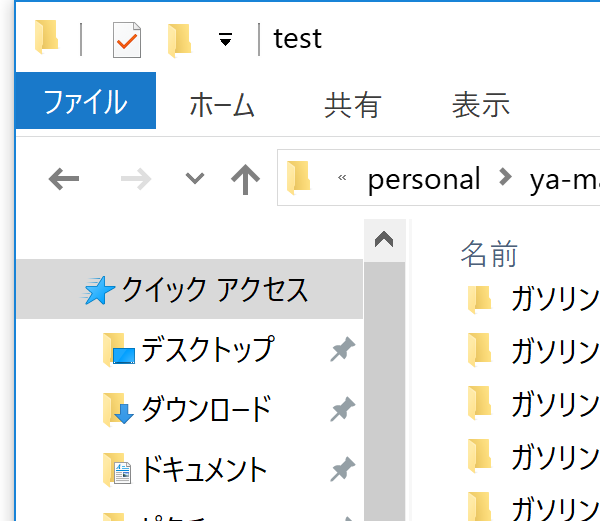 test
ファイル ホーム 共有 表示
« personal ya-ma
名前
クイック アクセス
デスクトップ
ダウンロード
ドキュメント
ガソリン
ガソリン
ガソリン
ガソリン
ガソリン